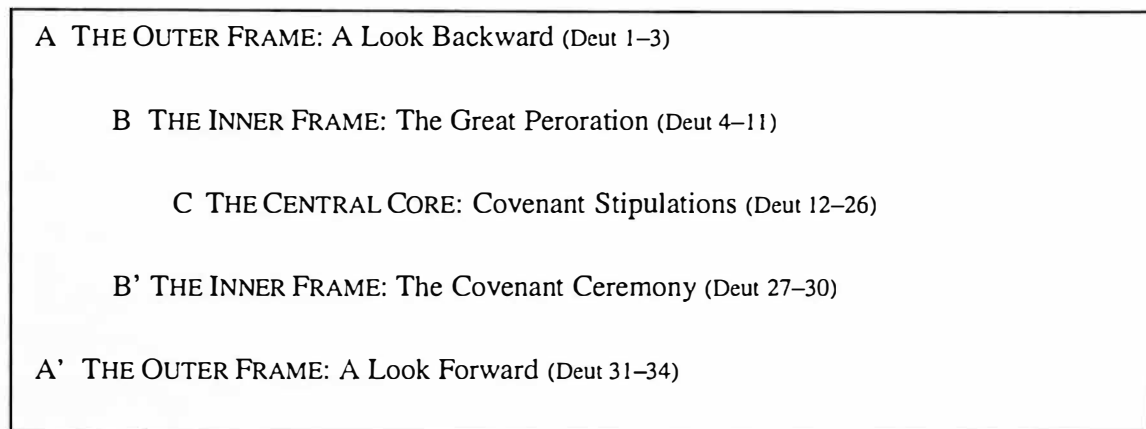 A THE OUTER FRAME: A Look Backward (Deut 1–3)
B THE INNER FRAME: The Great Peroration (Deut 4–11)
C THE CENTRAL CORE: Covenant Stipulations (Deut 12–26)
B’ THE INNER FRAME: The Covenant Ceremony (Deut 27–30)
A’ THE OUTER FRAME: A Look Forward (Deut 31–34)